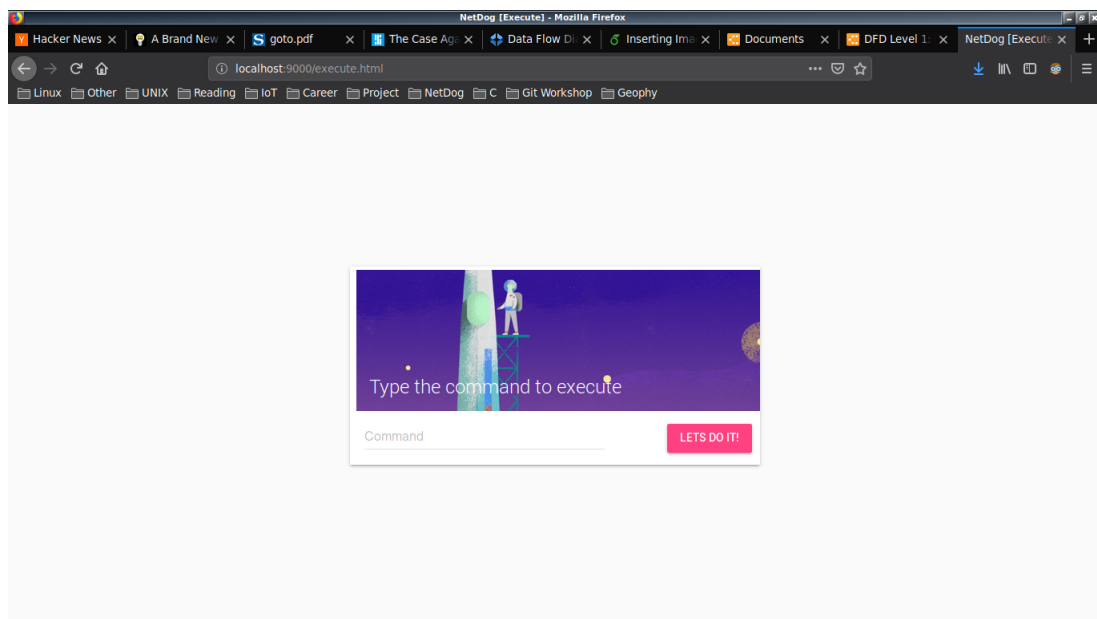 NetDog [Execute] - Mozilla Firefox
Y Hacker News A Brand New S goto.pdf The Case Aga Data Flow Di Inserting Ima Documents DFD Level 1: NetDog [Execute
localhost:9000/execute.html
Linux Other UNIX Reading IoT Career Project NetDog C Git Workshop Geophy
Type the command to execute
Command LETS DO IT!